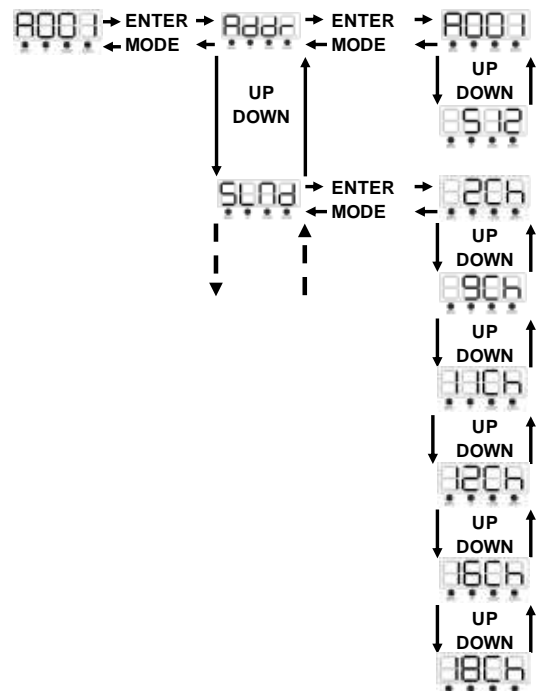 A001 ENTER Addr ENTER A001
MODE MODE
UP DOWN
UP DOWN
512
SLNd ENTER 2Ch
MODE
UP DOWN
9Ch
UP DOWN
11Ch
UP DOWN
12Ch
UP DOWN
16Ch
UP DOWN
18Ch